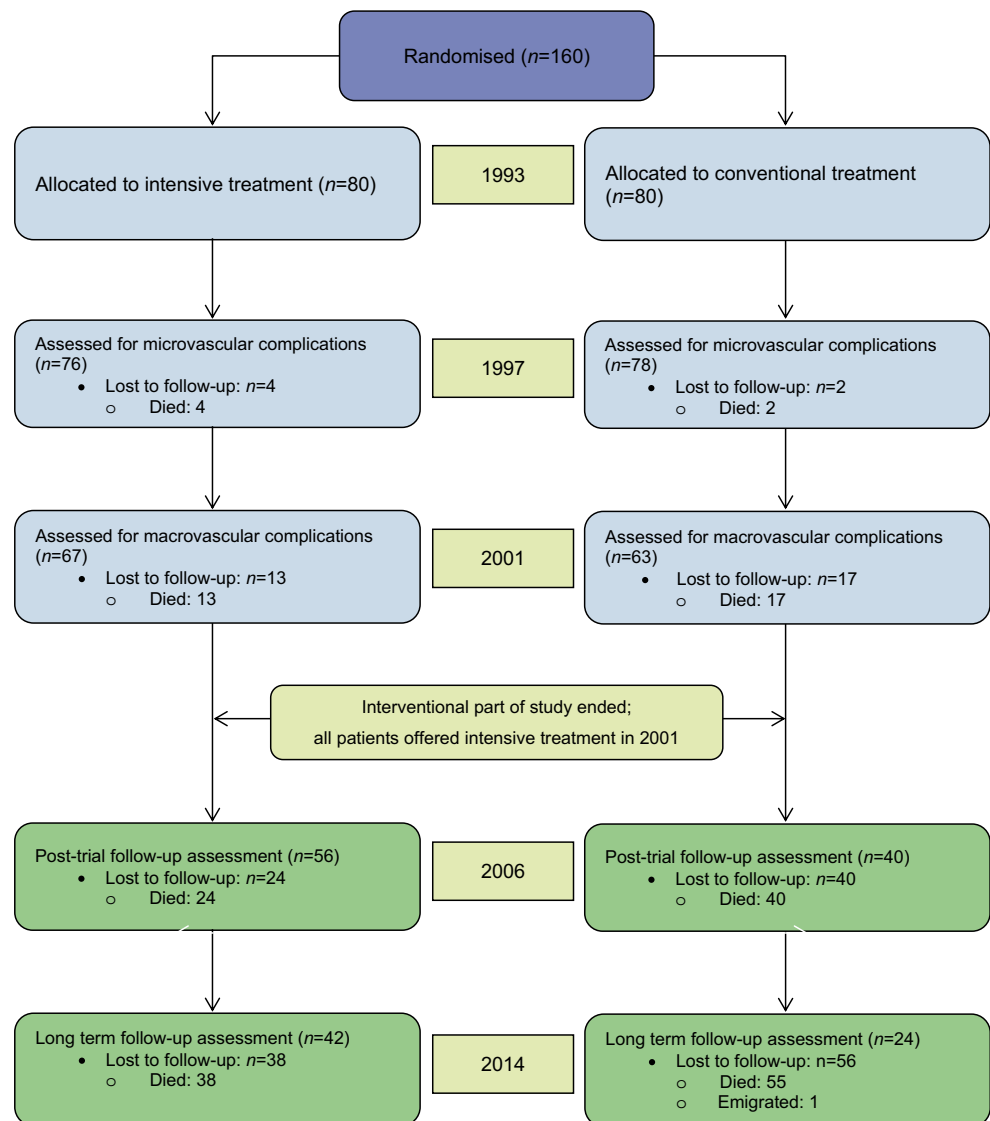 Randomised (n=160)
Allocated to intensive treatment (n=80)
1993
Allocated to conventional treatment
(n=80)
Assessed for microvascular complications
(n=76)
• Lost to follow-up: n=4
o Died: 4
1997
Assessed for microvascular complications
(n=78)
• Lost to follow-up: n=2
o Died: 2
Assessed for macrovascular complications
(n=67)
• Lost to follow-up: n=13
o Died: 13
2001
Assessed for macrovascular complications
(n=63)
• Lost to follow-up: n=17
o Died: 17
Interventional part of study ended;
all patients offered intensive treatment in 2001
Post-trial follow-up assessment (n=56)
• Lost to follow-up: n=24
o Died: 24
2006
Post-trial follow-up assessment (n=40)
• Lost to follow-up: n=40
o Died: 40
Long term follow-up assessment (n=42)
• Lost to follow-up: n=38
o Died: 38
2014
Long term follow-up assessment (n=24)
• Lost to follow-up: n=56
o Died: 55
o Emigrated: 1